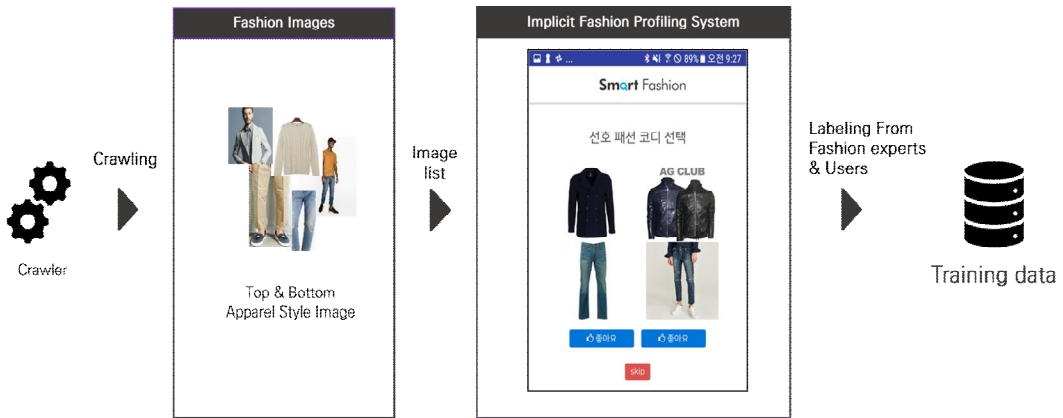 Fashion Images
Implicit Fashion Profiling System
... 89% 오전 9:27
Smart Fashion
선호 패션 코디 선택
AG CLUB
좋아요
좋아요
skip
Crawler
Crawling
Top & Bottom
Apparel Style Image
Image
list
Labeling From
Fashion experts
& Users
Training data